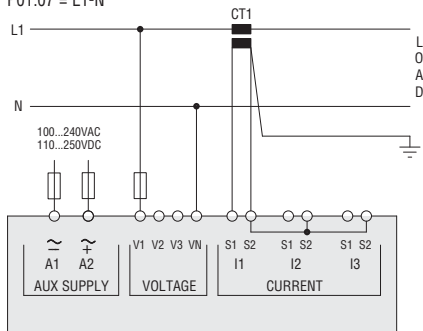 P01.07 = L1-N
CT1
L1
L
O
A
D
N
100...240VAC
110...250VDC
V1 V2 V3 VN
S1 S2 S1 S2 S1 S2
A1 A2
I1 I2 I3
AUX SUPPLY VOLTAGE CURRENT